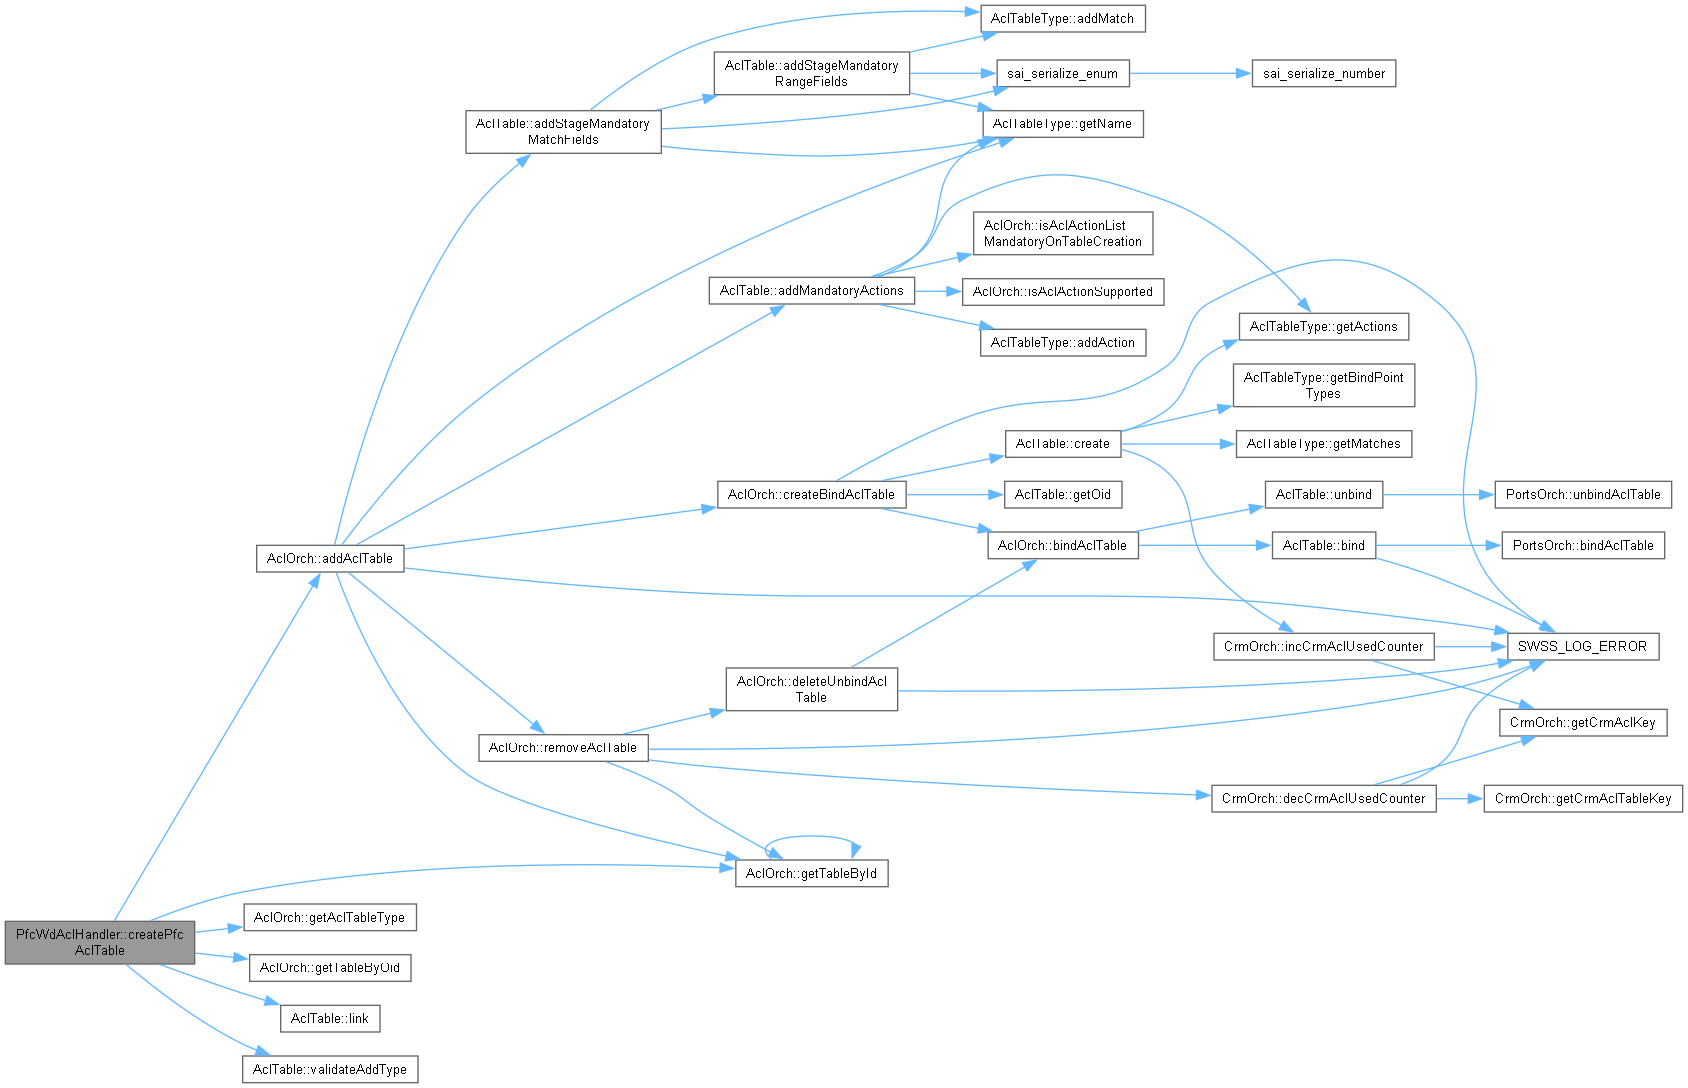 AclTableType::addMatch
AclTable::addStageMandatory
RangeFields
sai_serialize_enum
sai_serialize_number
AclTable::addStageMandatory
MatchFields
AclTableType::getName
AclOrch::isAclActionList
MandatoryOnTableCreation
AclTable::addMandatoryActions
AclOrch::isAclActionSupported
AclTableType::getActions
AclTableType::addAction
AclTableType::getBindPoint
Types
AclTable::create
AclTableType::getMatches
AclOrch::createBindAclTable
AclTable::getOid
AclTable::unbind
PortsOrch::unbindAclTable
AclOrch::addAclTable
AclOrch::bindAclTable
AclTable::bind
PortsOrch::bindAclTable
CrmOrch::incCrmAclUsedCounter
SWSS_LOG_ERROR
AclOrch::deleteUnbindAcl
Table
CrmOrch::getCrmAclKey
AclOrch::removeAclTable
CrmOrch::decCrmAclUsedCounter
CrmOrch::getCrmAclTableKey
AclOrch::getTableById
AclOrch::getAclTableType
PfcWdAclHandler::createPfc
AclTable
AclOrch::getTableByOid
AclTable::link
AclTable::validateAddType